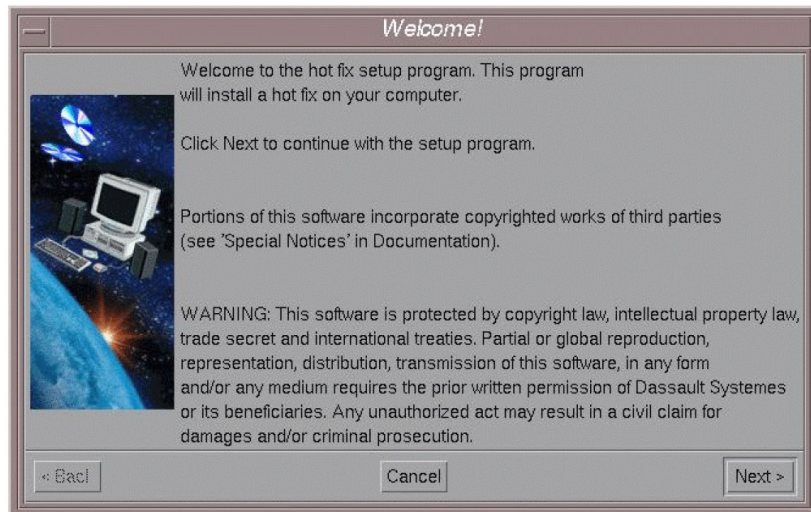 Welcome!
Welcome to the hot fix setup program. This program
will install a hot fix on your computer.
Click Next to continue with the setup program.
Portions of this software incorporate copyrighted works of third parties
(see 'Special Notices' in Documentation).
WARNING: This software is protected by copyright law, intellectual property law,
trade secret and international treaties. Partial or global reproduction,
representation, distribution, transmission of this software, in any form
and/or any medium requires the prior written permission of Dassault Systemes
or its beneficiaries. Any unauthorized act may result in a civil claim for
damages and/or criminal prosecution.
< Back Cancel Next >